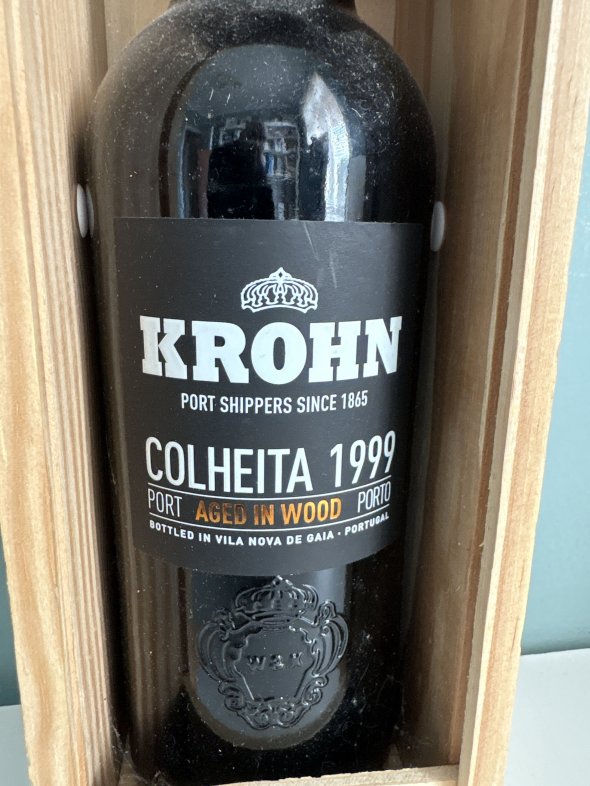 KROHN
PORT SHIPPERS SINCE 1865
COLHEITA 1999
PORT AGED IN WOOD PORTO
BOTTLED IN VILA NOVA DE GAIA · PORTUGAL
W&K